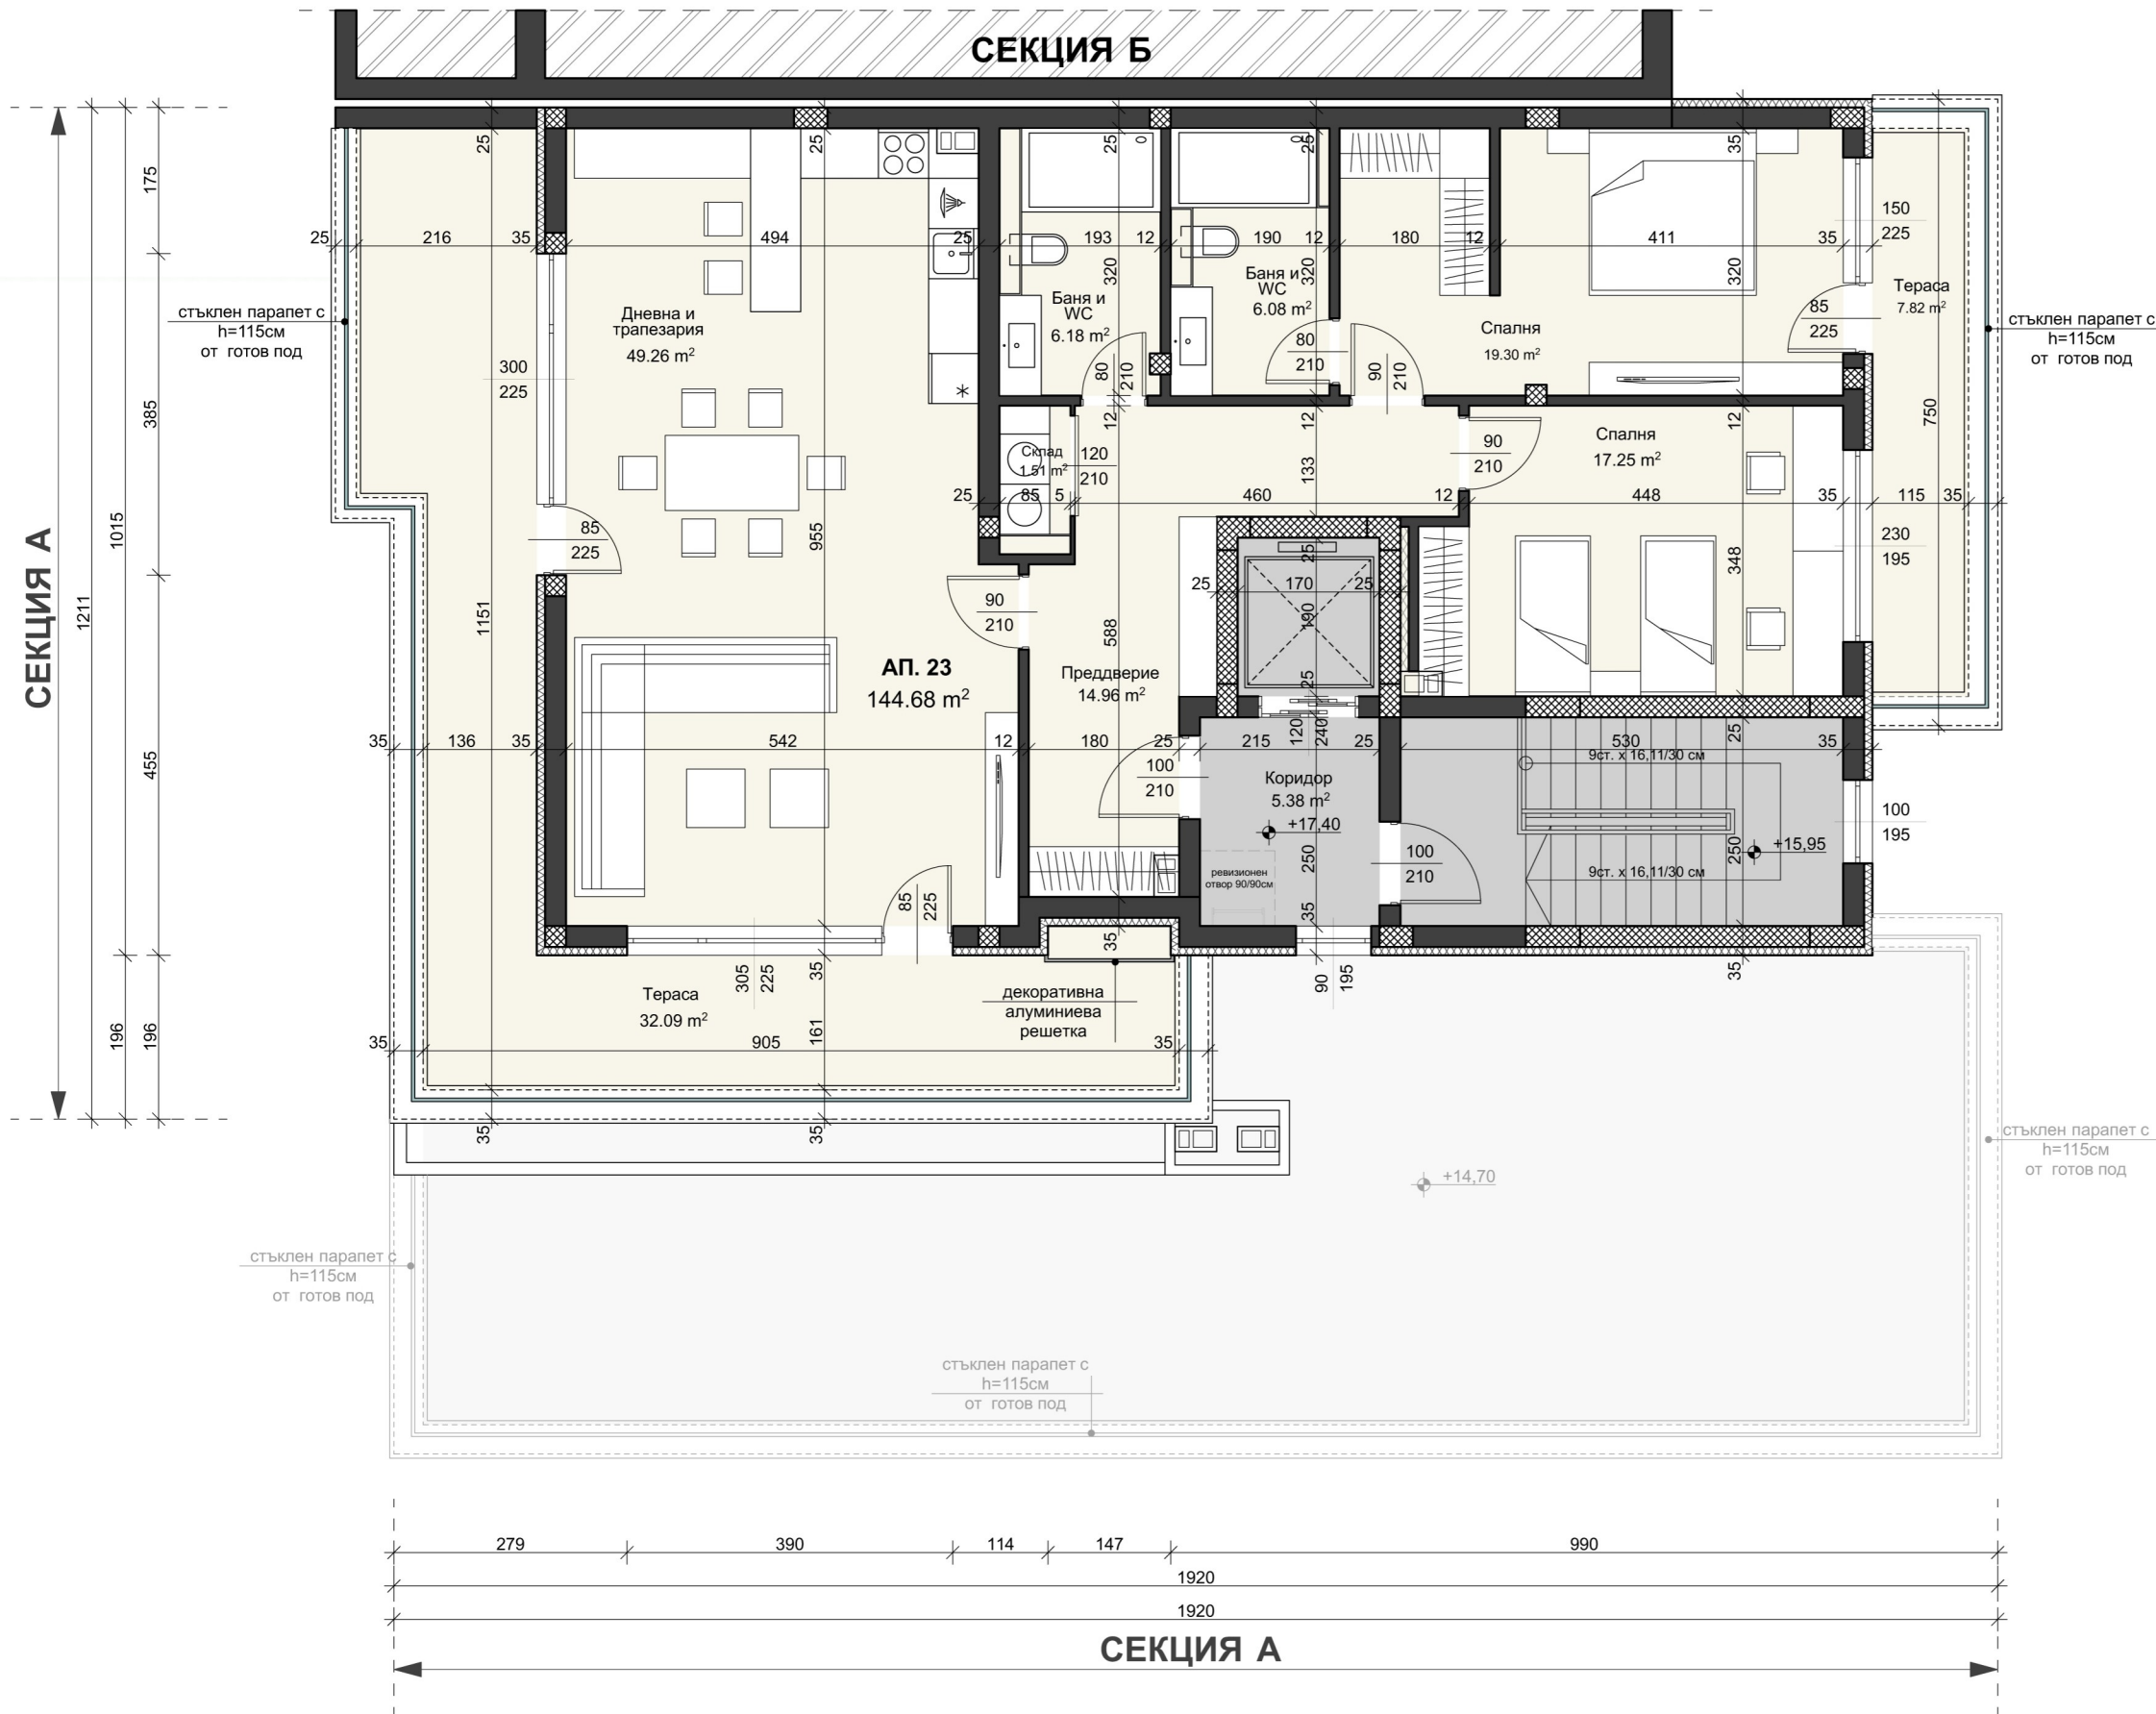 СЕКЦИЯ Б
25
25
25
25
35
175
25
216
35
494
25
193
12
190
12
180
12
411
35
150
225
320
320
320
Тераса
7.82 m²
85
225
стъклен парапет с
h=115см
от готов под
Дневна и
трапезария
49.26 m²
Баня и
WC
6.18 m²
Баня и
WC
6.08 m²
Спалня
19.30 m²
стъклен парапет с
h=115см
от готов под
80
210
80
210
90
210
300
225
385
1015
750
12
12
12
Склад
1.51 m²
120
210
133
90
210
Спалня
17.25 m²
25
85
5
460
12
448
35
115
35
85
225
955
230
195
СЕКЦИЯ А
1211
1151
25
25
170
25
190
348
90
210
588
АП. 23
144.68 m²
Преддверие
14.96 m²
25
120
240
35
136
35
542
12
180
25
215
25
530
35
25
455
100
210
Коридор
5.38 m²
+17,40
9ст. x 16,11/30 см
100
195
250
100
210
250
+15,95
9ст. x 16,11/30 см
ревизионен
отвор 90/90см
85
225
35
35
305
225
35
90
195
35
Тераса
32.09 m²
декоративна
алуминиева
решетка
196
196
161
35
905
35
35
35
стъклен парапет с
h=115см
от готов под
+14,70
стъклен парапет с
h=115см
от готов под
стъклен парапет с
h=115см
от готов под
279
390
114
147
990
1920
1920
СЕКЦИЯ А